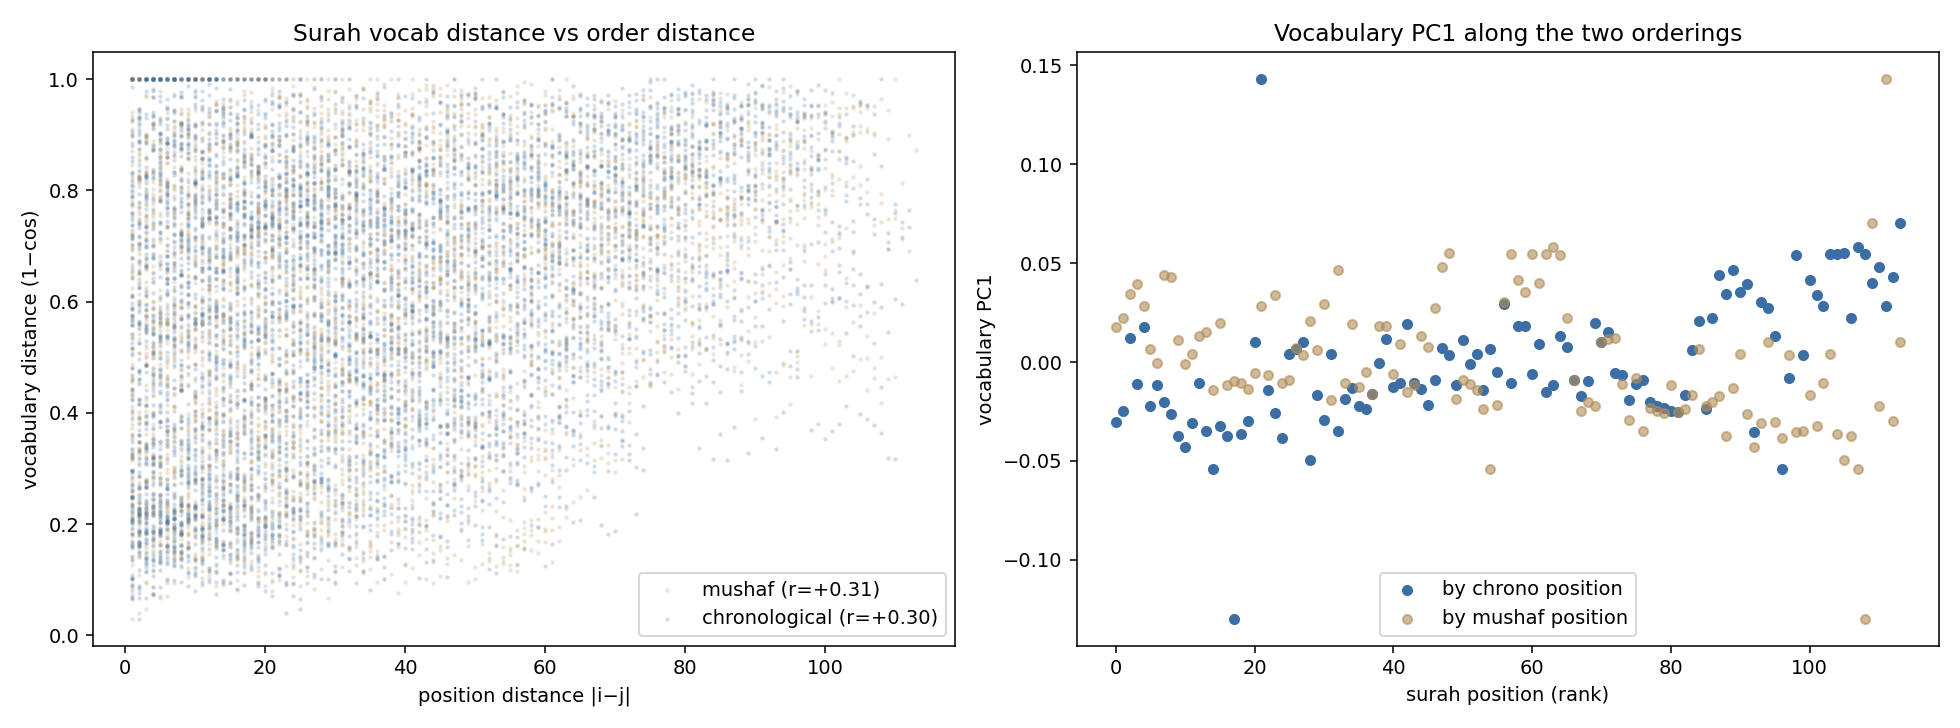 Surah vocab distance vs order distance
vocabulary distance (1−cos)
1.0
0.8
0.6
0.4
0.2
0.0
0 20 40 60 80 100
position distance |i−j|
mushaf (r=+0.31)
chronological (r=+0.30)
Vocabulary PC1 along the two orderings
vocabulary PC1
0.15
0.10
0.05
0.00
−0.05
−0.10
0 20 40 60 80 100
surah position (rank)
by chrono position
by mushaf position